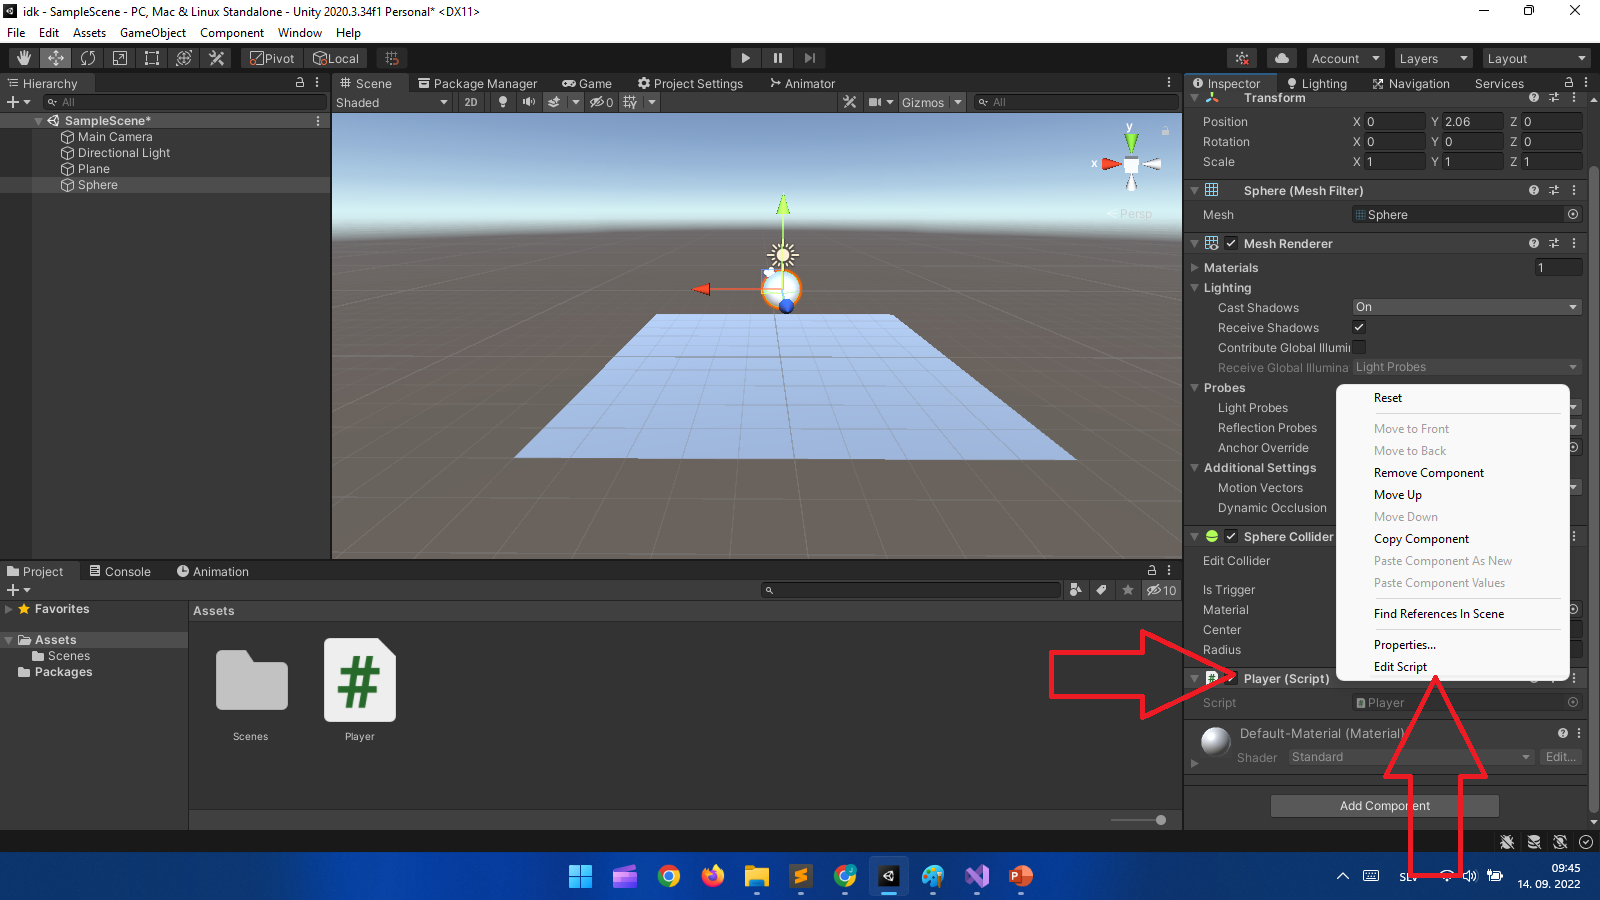 idk - SampleScene - PC, Mac & Linux Standalone - Unity 2020.3.34f1 Personal* <DX11>
File Edit Assets GameObject Component Window Help
Pivot Local Account Layers Layout
Hierarchy Scene Package Manager Game Project Settings Animator Inspector Lighting Navigation Services
All Shaded 2D 0 Gizmos All
SampleScene*
Main Camera
Directional Light
Plane
Sphere
y
x
Persp
Transform
Position X 0 Y 2.06 Z 0
Rotation X 0 Y 0 Z 0
Scale X 1 Y 1 Z 1
Sphere (Mesh Filter)
Mesh Sphere
Mesh Renderer
Materials 1
Lighting
Cast Shadows On
Receive Shadows
Contribute Global Illumi
Receive Global Illumina Light Probes
Probes
Light Probes
Reflection Probes
Anchor Override
Additional Settings
Motion Vectors
Dynamic Occlusion
Sphere Collider
Edit Collider
Is Trigger
Material
Center
Radius
Player (Script)
Script Player
Default-Material (Material)
Shader Standard Edit...
Add Component
Reset
Move to Front
Move to Back
Remove Component
Move Up
Move Down
Copy Component
Paste Component As New
Paste Component Values
Find References In Scene
Properties...
Edit Script
Project Console Animation
10
Favorites
Assets
Scenes
Packages
Assets
#
Scenes Player
09:45
14. 09. 2022